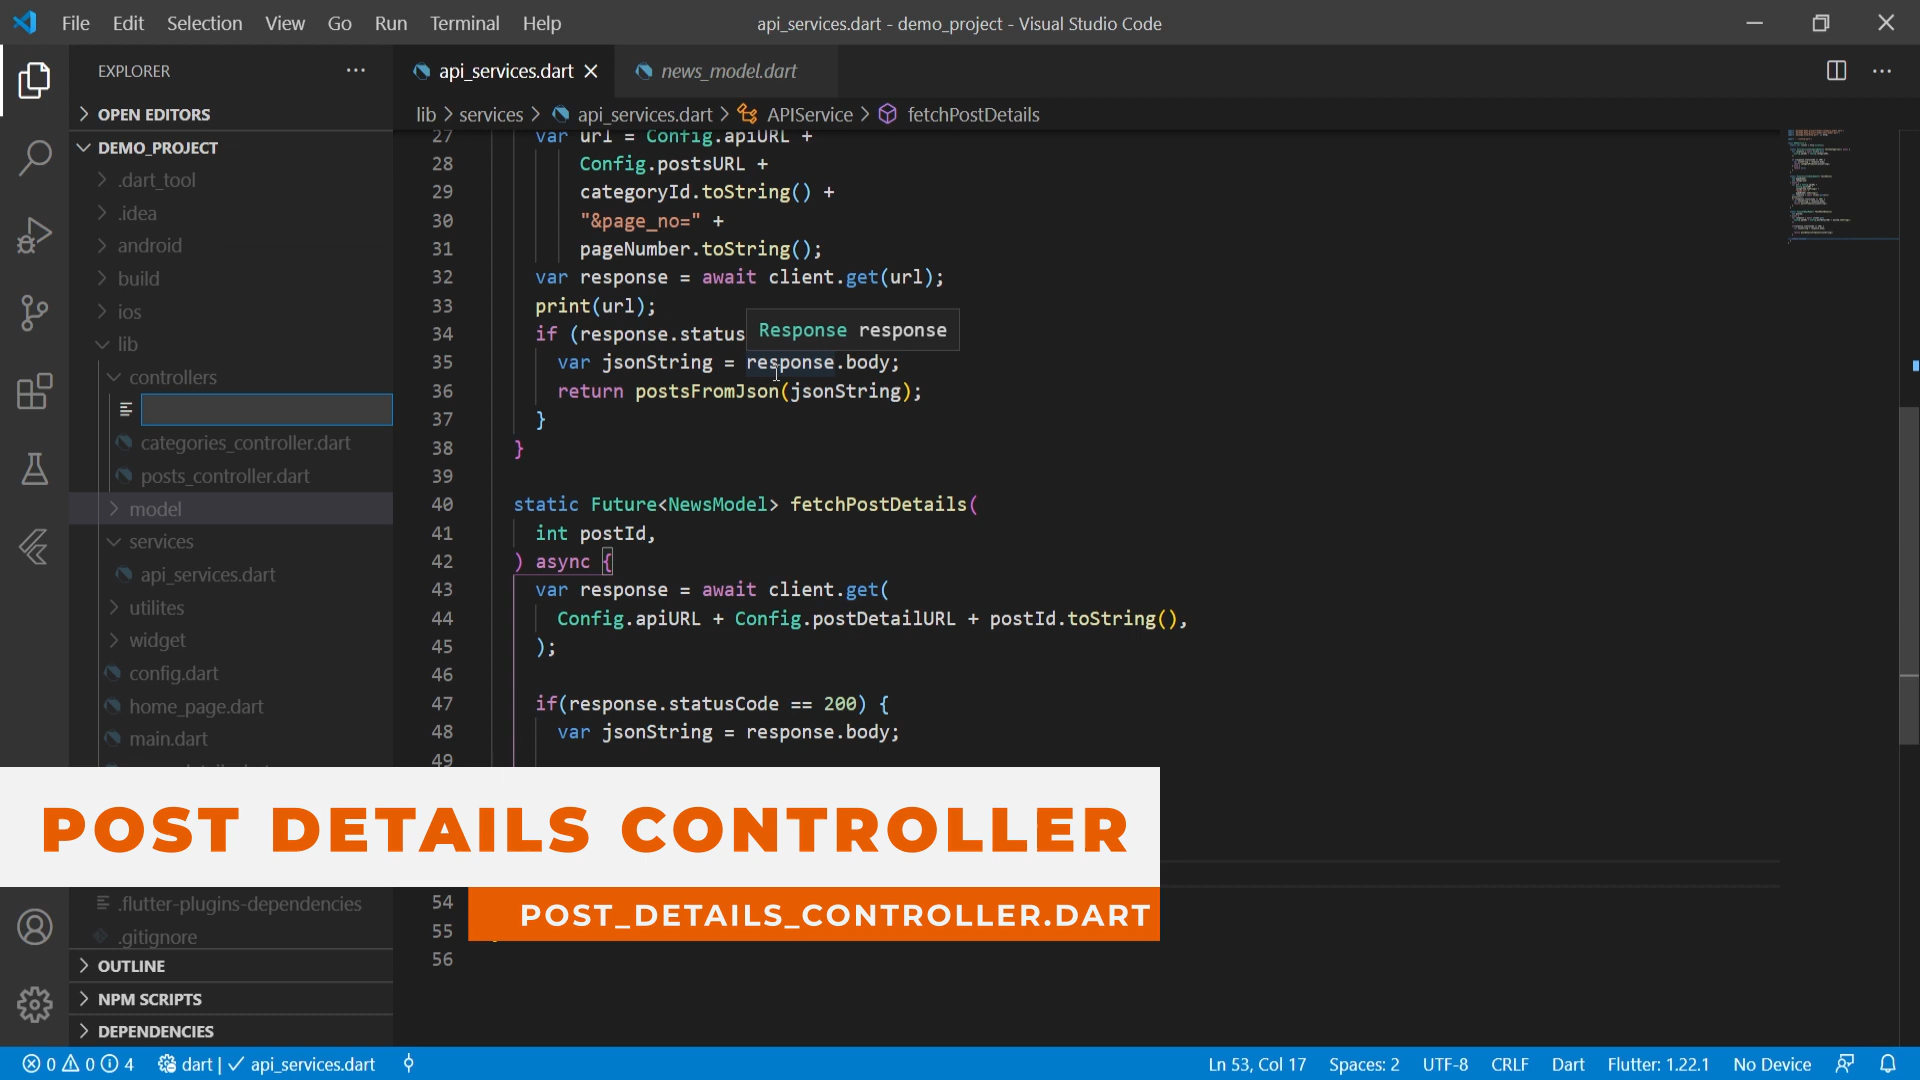 File Edit Selection View Go Run Terminal Help
api_services.dart - demo_project - Visual Studio Code
EXPLORER
api_services.dart
news_model.dart
OPEN EDITORS
lib > services > api_services.dart > APIService > fetchPostDetails
DEMO_PROJECT
.dart_tool
.idea
android
build
ios
lib
controllers
categories_controller.dart
posts_controller.dart
model
services
api_services.dart
utilites
widget
config.dart
home_page.dart
main.dart
.flutter-plugins-dependencies
.gitignore
OUTLINE
NPM SCRIPTS
DEPENDENCIES
27 var url = Config.apiURL +
28 Config.postsURL +
29 categoryId.toString() +
30 "&page_no=" +
31 pageNumber.toString();
32 var response = await client.get(url);
33 print(url);
34 if (response.status
Response response
35 var jsonString = response.body;
36 return postsFromJson(jsonString);
37 }
38 }
39
40 static Future<NewsModel> fetchPostDetails(
41 int postId,
42 ) async {
43 var response = await client.get(
44 Config.apiURL + Config.postDetailURL + postId.toString(),
45 );
46
47 if(response.statusCode == 200) {
48 var jsonString = response.body;
49
54
55
56
POST DETAILS CONTROLLER
POST_DETAILS_CONTROLLER.DART
0 0 4 dart | api_services.dart
Ln 53, Col 17 Spaces: 2 UTF-8 CRLF Dart Flutter: 1.22.1 No Device